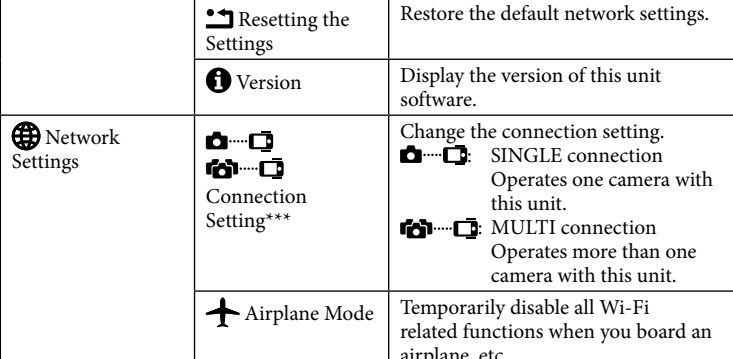 Resetting the
Settings
Restore the default network settings.
Version
Display the version of this unit
software.
Network
Settings
Connection
Setting***
Change the connection setting.
: SINGLE connection
Operates one camera with
this unit.
: MULTI connection
Operates more than one
camera with this unit.
Airplane Mode
Temporarily disable all Wi-Fi
related functions when you board an
airplane, etc.